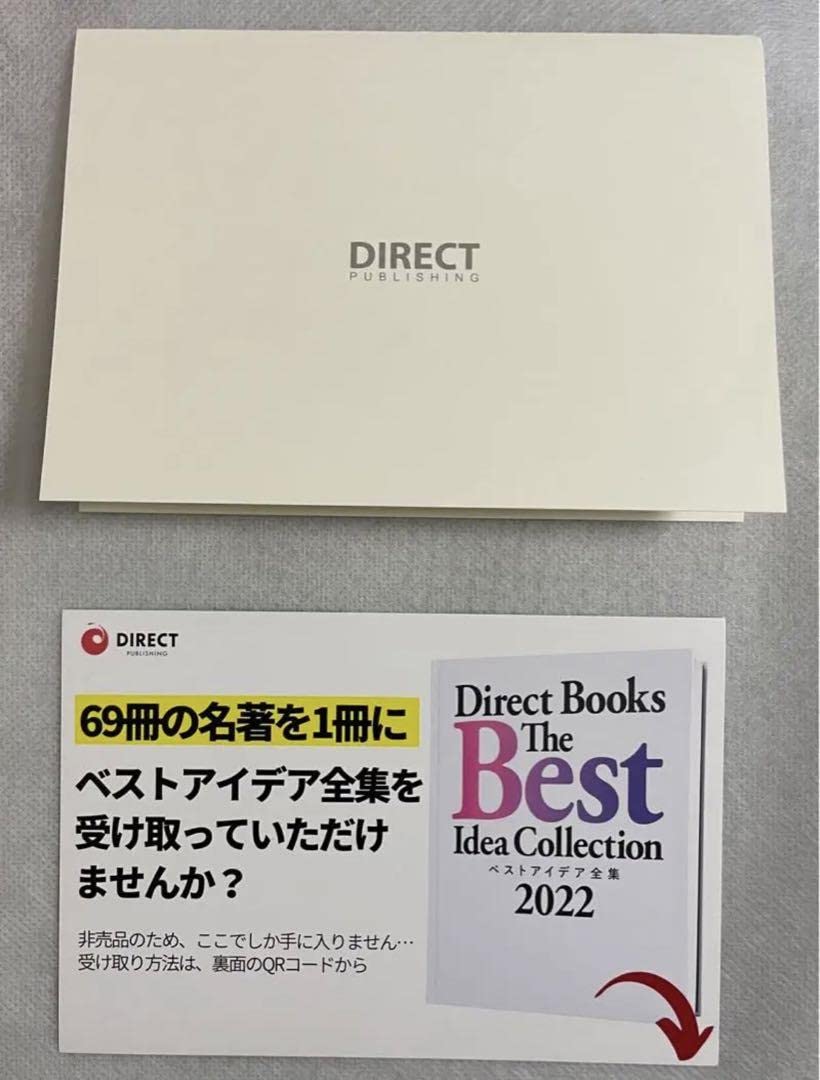 DIRECT
PUBLISHING
DIRECT
PUBLISHING
69冊の名著を1冊に
ベストアイデア全集を
受け取っていただけ
ませんか？
非売品のため、ここでしか手に入りません…
受け取り方法は、裏面のQRコードから
Direct Books
The
Best
Idea Collection
ベストアイデア全集
2022